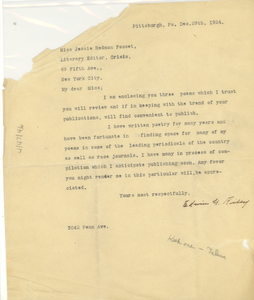 Pittsburgh, Pa. Dec.29th, 1925.
Miss Jessie Redmon Fauset,
Literary Editor, Crisis,
69 Fifth Ave.,
New York City.
My dear Miss;
I am enclosing you three poems which I trust
you will review and if in keeping with the trend of your
publications, will find convenient to publish.
I have written poetry for many years and
have been fortunate in finding space for many of my
poems in some of the leading periodicals of the country
as well as race journals. I have in process of com-
pilation which I anticipate publishing soon. Any favor
you might render me in this particular will be appre-
ciated.
Yours most respectfully,
Edwin G.
Penn Ave.